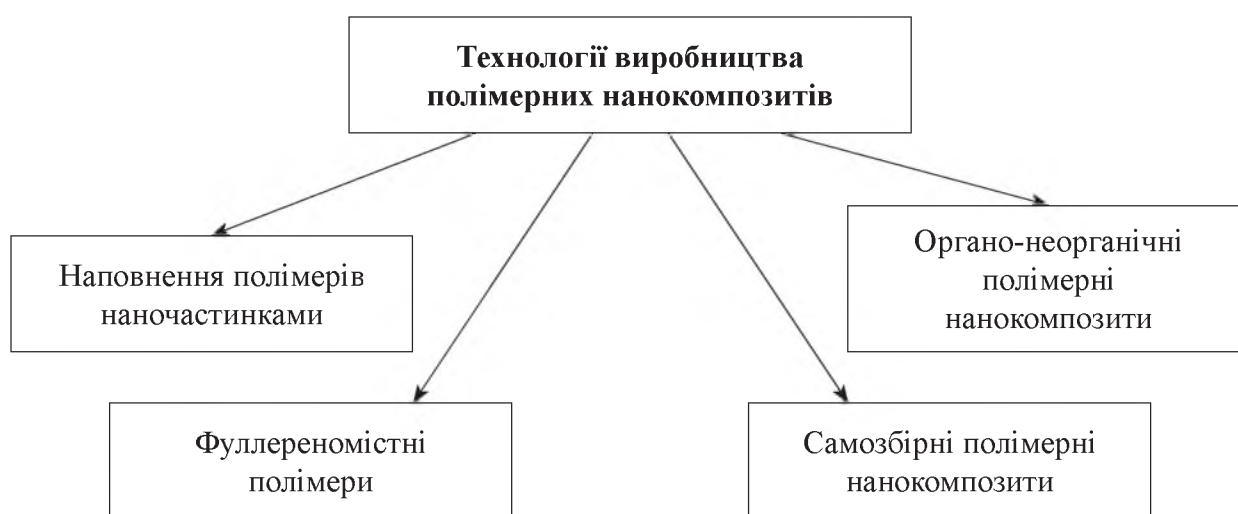 Технології виробництва
полімерних нанокомпозитів
Наповнення полімерів
наночастинками
Органо-неорганічні
полімерні
нанокомпозити
Фуллереномістні
полімери
Самозбірні полімерні
нанокомпозити